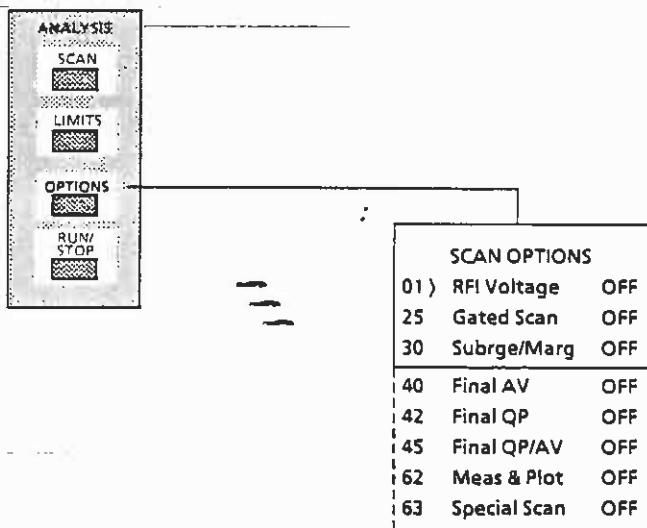 ANALYSIS
SCAN
LIMITS
OPTIONS
RUN/
STOP
SCAN OPTIONS
01) RFI Voltage OFF
25 Gated Scan OFF
30 Subrge/Marg OFF
40 Final AV OFF
42 Final QP OFF
45 Final QP/AV OFF
62 Meas & Plot OFF
63 Special Scan OFF